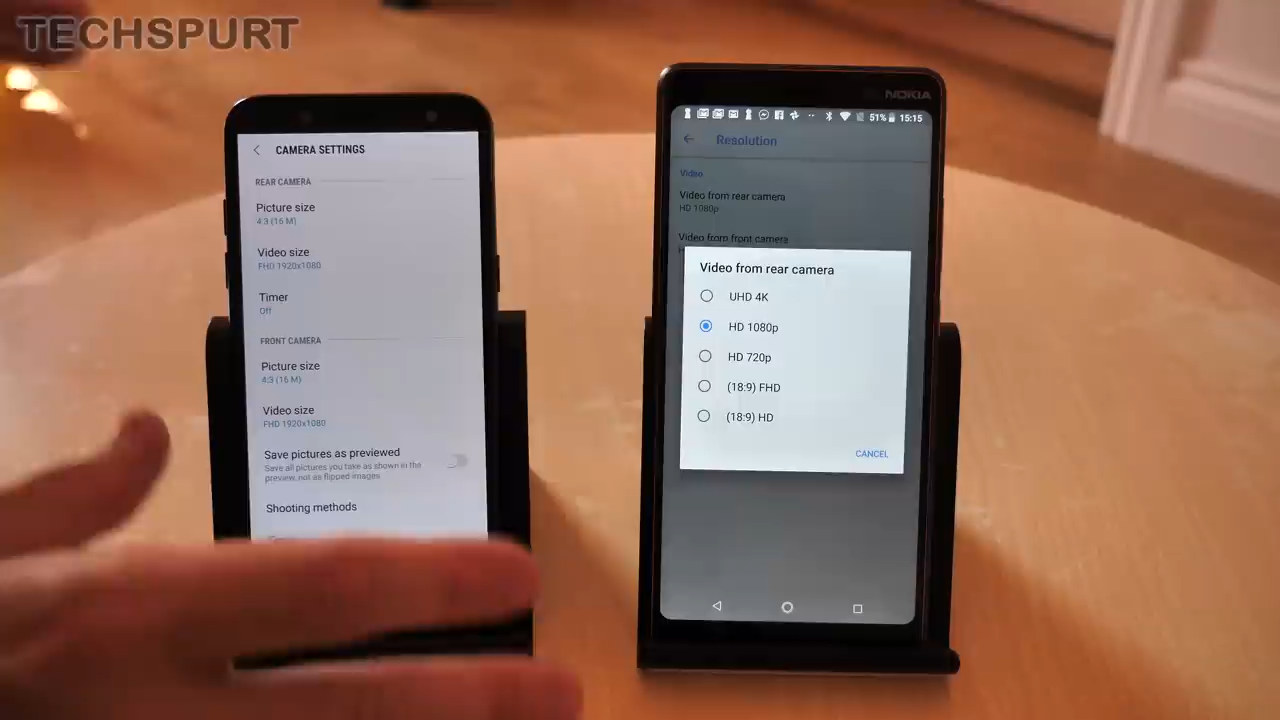 TECHSPURT
CAMERA SETTINGS
REAR CAMERA
Picture size
4:3 (16 M)
Video size
FHD 1920x1080
Timer
Off
FRONT CAMERA
Picture size
4:3 (16 M)
Video size
FHD 1920x1080
Save pictures as previewed
Save all pictures you take as shown in the
preview, not as flipped images
Shooting methods
NOKIA
51% 15:15
Resolution
Video
Video from rear camera
HD 1080p
Video from front camera
Video from rear camera
UHD 4K
HD 1080p
HD 720p
(18:9) FHD
(18:9) HD
CANCEL